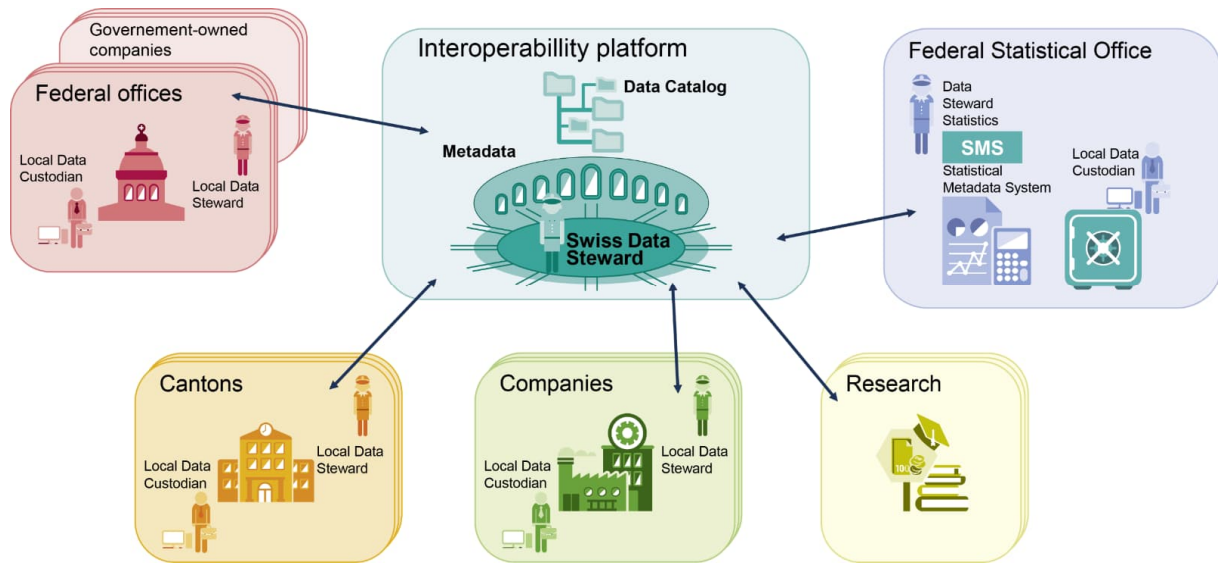 Governement-owned
companies
Federal offices
Local Data
Custodian
Local Data
Steward
Interoperabillity platform
Data Catalog
Metadata
Swiss Data
Steward
Federal Statistical Office
Data
Steward
Statistics
SMS
Statistical
Metadata System
Local Data
Custodian
Cantons
Local Data
Steward
Local Data
Custodian
Companies
Local Data
Steward
Local Data
Custodian
Research